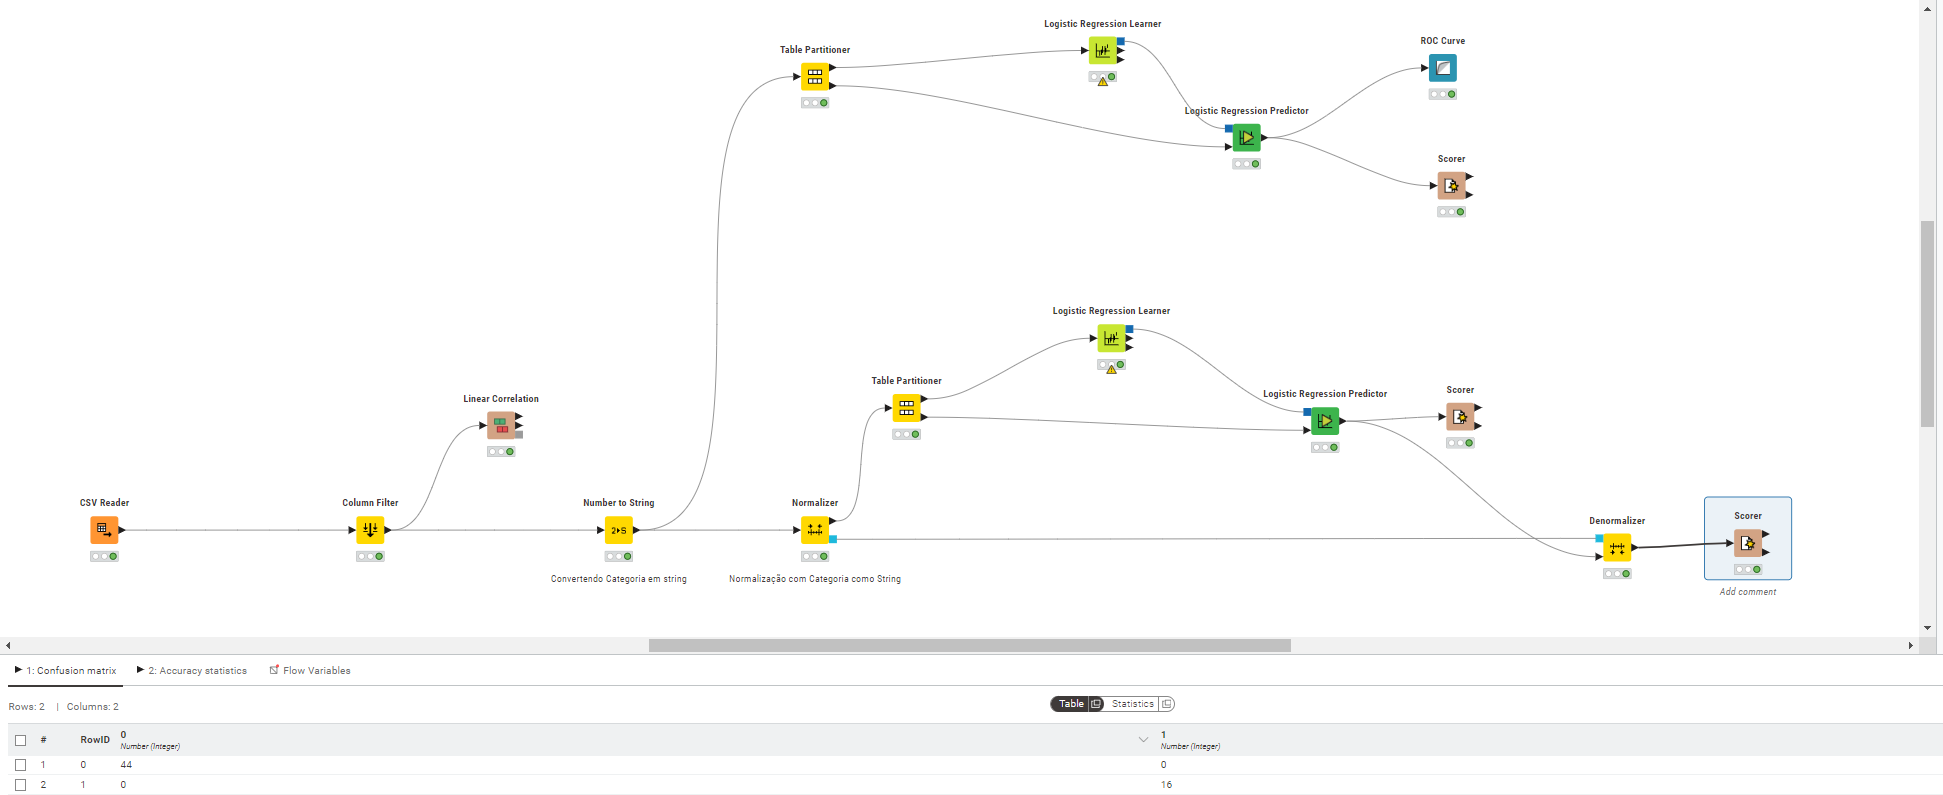 Logistic Regression Learner
ROC Curve
Table Partitioner
Logistic Regression Predictor
Scorer
Logistic Regression Learner
Table Partitioner
Logistic Regression Predictor
Scorer
Linear Correlation
CSV Reader
Column Filter
Number to String
2▸S
Convertendo Categoria em string
Normalizer
Normalização com Categoria como String
Denormalizer
Scorer
Add comment
1: Confusion matrix
2: Accuracy statistics
Flow Variables
Rows: 2 | Columns: 2
Table
Statistics
# RowID 0 1
Number (Integer) Number (Integer)
1 0 44 0
2 1 0 16